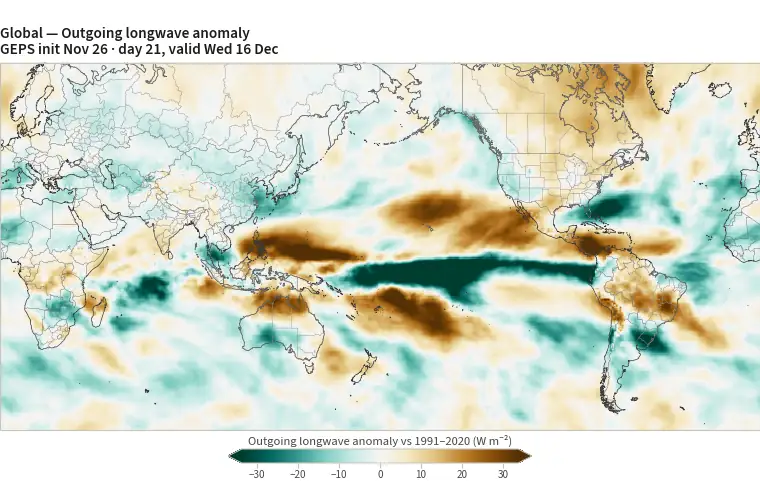 Global — Outgoing longwave anomaly
GEPS init Nov 26 · day 21, valid Wed 16 Dec
Outgoing longwave anomaly vs 1991–2020 (W m⁻²)
−30 −20 −10 0 10 20 30